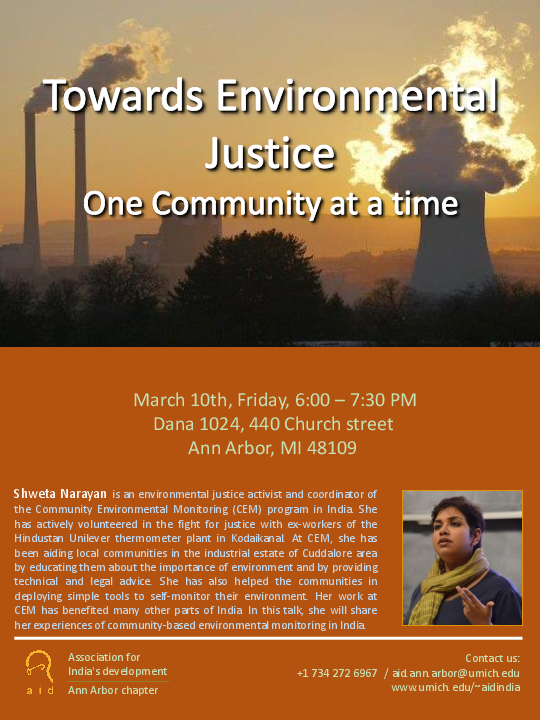 Towards Environmental
Justice
One Community at a time
March 10th, Friday, 6:00 – 7:30 PM
Dana 1024, 440 Church street
Ann Arbor, MI 48109
Shweta Narayan is an environmental justice activist and coordinator of
the Community Environmental Monitoring (CEM) program in India. She
has actively volunteered in the fight for justice with ex-workers of the
Hindustan Unilever thermometer plant in Kodaikanal. At CEM, she has
been aiding local communities in the industrial estate of Cuddalore area
by educating them about the importance of environment and by providing
technical and legal advice. She has also helped the communities in
deploying simple tools to self-monitor their environment. Her work at
CEM has benefited many other parts of India. In this talk, she will share
her experiences of community-based environmental monitoring in India.
aid
Association for
India's development
Ann Arbor chapter
Contact us:
+1 734 272 6967 / aid.ann.arbor@umich.edu
www.umich.edu/~aidindia